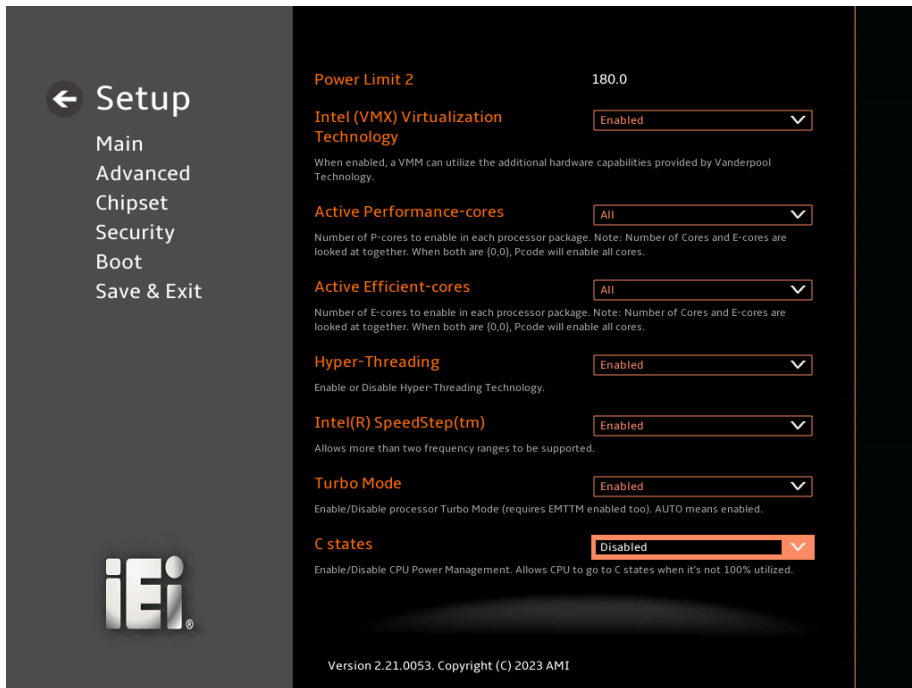 Setup
Main
Advanced
Chipset
Security
Boot
Save & Exit
iEi®
Power Limit 2 180.0
Intel (VMX) Virtualization
Technology
Enabled
When enabled, a VMM can utilize the additional hardware capabilities provided by Vanderpool
Technology.
Active Performance-cores All
Number of P-cores to enable in each processor package. Note: Number of Cores and E-cores are
looked at together. When both are {0,0}, Pcode will enable all cores.
Active Efficient-cores All
Number of E-cores to enable in each processor package. Note: Number of Cores and E-cores are
looked at together. When both are {0,0}, Pcode will enable all cores.
Hyper-Threading Enabled
Enable or Disable Hyper-Threading Technology.
Intel(R) SpeedStep(tm) Enabled
Allows more than two frequency ranges to be supported.
Turbo Mode Enabled
Enable/Disable processor Turbo Mode (requires EMTTM enabled too). AUTO means enabled.
C states Disabled
Enable/Disable CPU Power Management. Allows CPU to go to C states when it's not 100% utilized.
Version 2.21.0053. Copyright (C) 2023 AMI